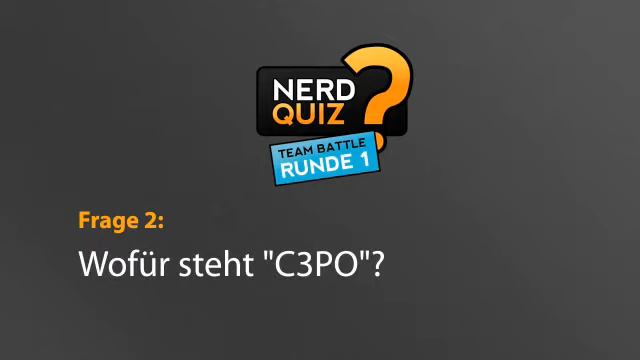 NERD
QUIZ
?
TEAM BATTLE
RUNDE 1
Frage 2:
Wofür steht "C3PO"?